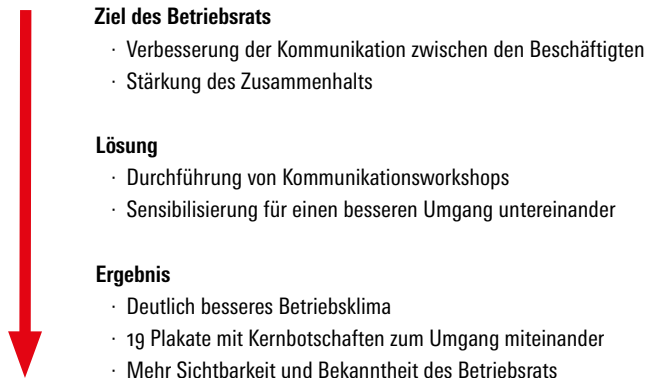 Ziel des Betriebsrats
· Verbesserung der Kommunikation zwischen den Beschäftigten
· Stärkung des Zusammenhalts
Lösung
· Durchführung von Kommunikationsworkshops
· Sensibilisierung für einen besseren Umgang untereinander
Ergebnis
· Deutlich besseres Betriebsklima
· 19 Plakate mit Kernbotschaften zum Umgang miteinander
· Mehr Sichtbarkeit und Bekanntheit des Betriebsrats